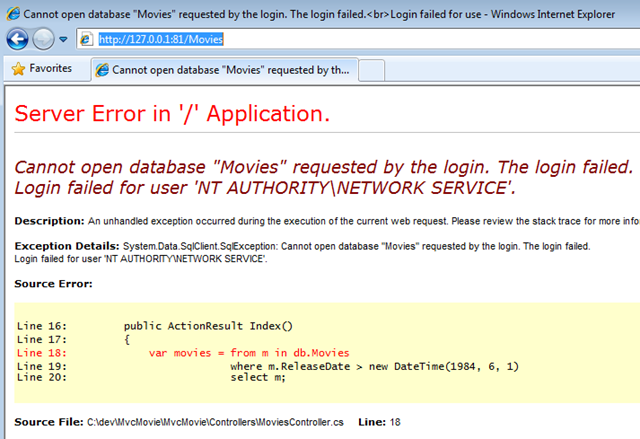 Cannot open database "Movies" requested by the login. The login failed.<br>Login failed for use - Windows Internet Explorer
http://127.0.0.1:81/Movies
Favorites
Cannot open database "Movies" requested by th...
Server Error in '/' Application.
Cannot open database "Movies" requested by the login. The login failed.
Login failed for user 'NT AUTHORITY\NETWORK SERVICE'.
Description: An unhandled exception occurred during the execution of the current web request. Please review the stack trace for more info
Exception Details: System.Data.SqlClient.SqlException: Cannot open database "Movies" requested by the login. The login failed.
Login failed for user 'NT AUTHORITY\NETWORK SERVICE'.
Source Error:
Line 16:        public ActionResult Index()
Line 17:        {
Line 18:            var movies = from m in db.Movies
Line 19:                         where m.ReleaseDate > new DateTime(1984, 6, 1)
Line 20:                         select m;
Source File: C:\dev\MvcMovie\MvcMovie\Controllers\MoviesController.cs    Line: 18